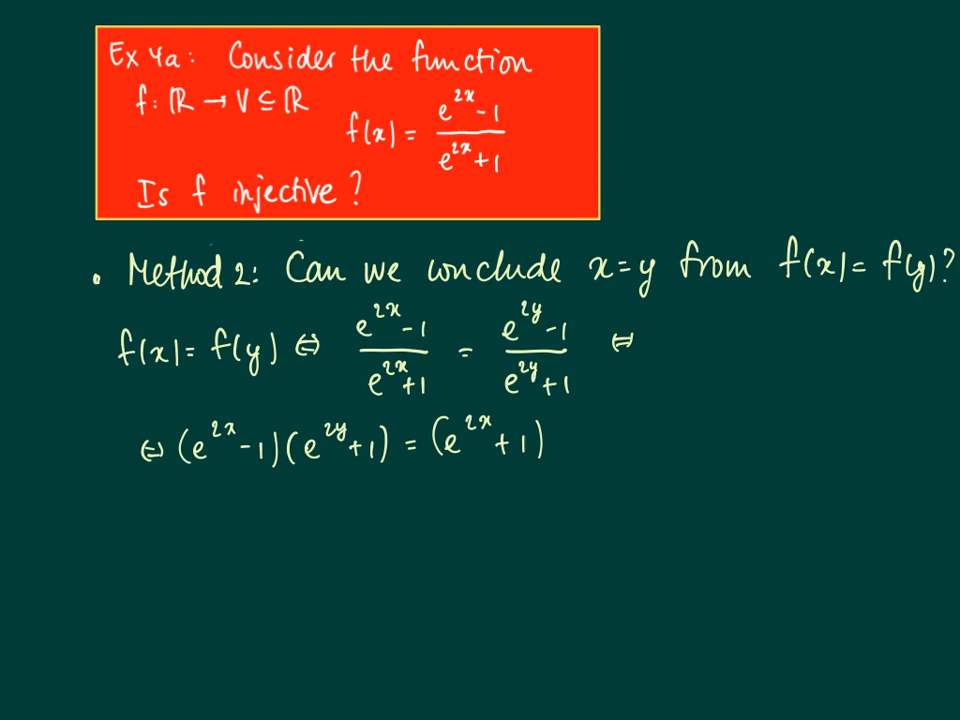 Ex 4a: Consider the function
f: ℝ → V ⊆ ℝ
f(x) = (e^{2x} - 1)/(e^{2x} + 1)
Is f injective?
• Method 2: Can we conclude x=y from f(x) = f(y)?
f(x) = f(y) ⇔ (e^{2x} - 1)/(e^{2x} + 1) = (e^{2y} - 1)/(e^{2y} + 1) ⇔
⇔ (e^{2x} - 1)(e^{2y} + 1) = (e^{2x} + 1)